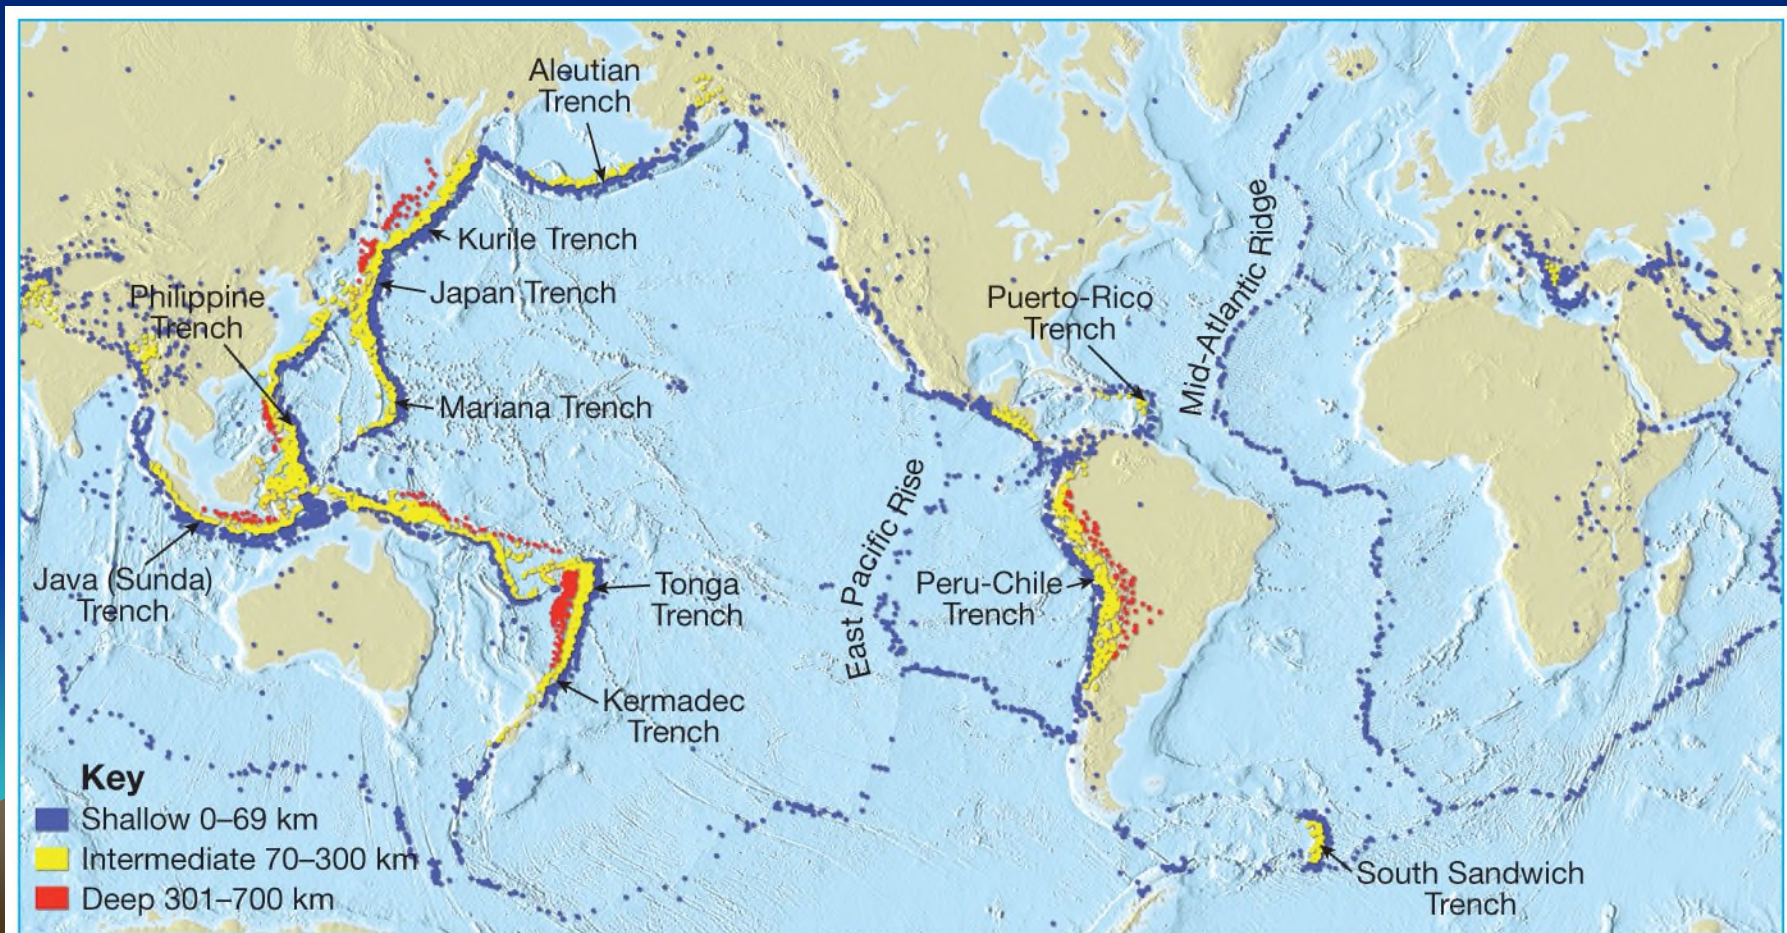 Aleutian
Trench
Kurile Trench
Japan Trench
Philippine
Trench
Mariana Trench
Puerto-Rico
Trench
Mid-Atlantic Ridge
East Pacific Rise
Java (Sunda)
Trench
Tonga
Trench
Peru-Chile
Trench
Kermadec
Trench
South Sandwich
Trench
Key
Shallow 0–69 km
Intermediate 70–300 km
Deep 301–700 km